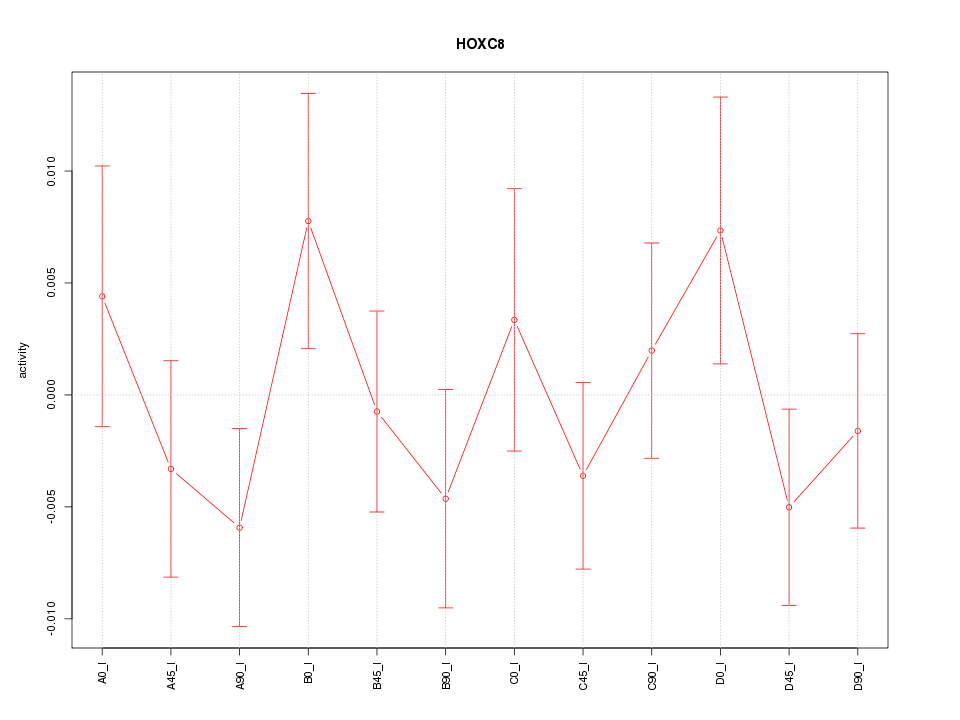 HOXC8
activity
0.010
0.005
0.000
-0.005
-0.010
A0_I
A45_I
A90_I
B0_I
B45_I
B90_I
C0_I
C45_I
C90_I
D0_I
D45_I
D90_I